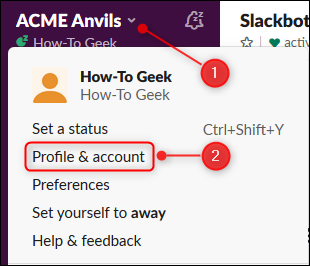 ACME Anvils
Slackbot
How-To Geek
activ
1
How-To Geek
How-To Geek
Set a status Ctrl+Shift+Y
Profile & account 2
Preferences
Set yourself to away
Help & feedback